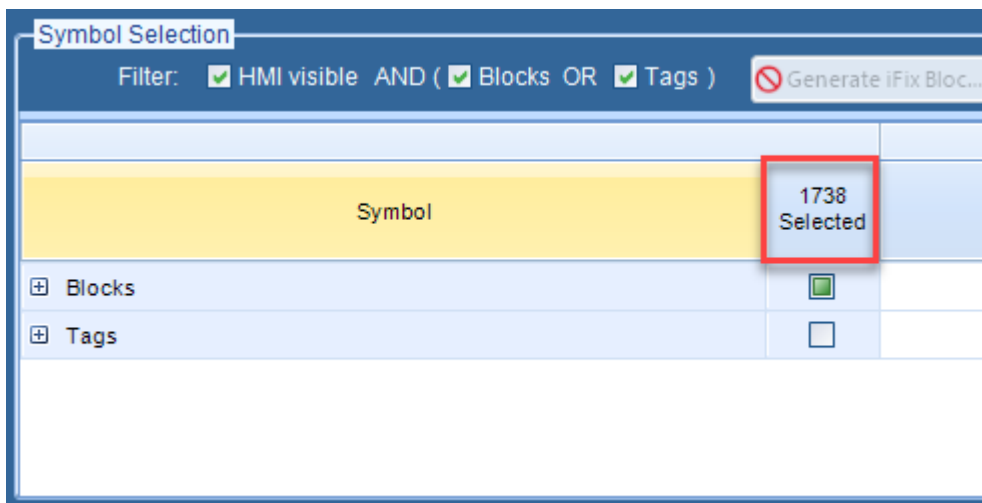 Symbol Selection
Filter: HMI visible AND ( Blocks OR Tags ) Generate iFix Bloc...
Symbol
1738
Selected
Blocks
Tags